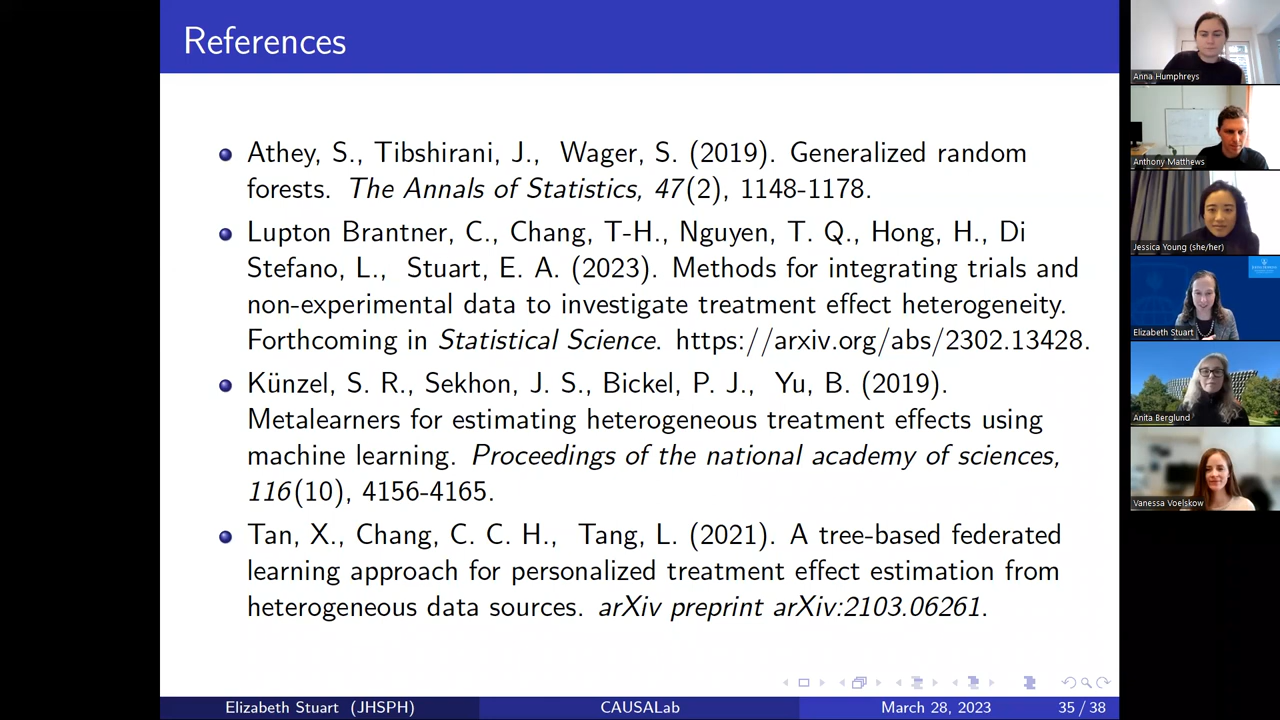 References
Athey, S., Tibshirani, J., Wager, S. (2019). Generalized random
forests. The Annals of Statistics, 47(2), 1148-1178.
Lupton Brantner, C., Chang, T-H., Nguyen, T. Q., Hong, H., Di
Stefano, L., Stuart, E. A. (2023). Methods for integrating trials and
non-experimental data to investigate treatment effect heterogeneity.
Forthcoming in Statistical Science. https://arxiv.org/abs/2302.13428.
Künzel, S. R., Sekhon, J. S., Bickel, P. J., Yu, B. (2019).
Metalearners for estimating heterogeneous treatment effects using
machine learning. Proceedings of the national academy of sciences,
116(10), 4156-4165.
Tan, X., Chang, C. C. H., Tang, L. (2021). A tree-based federated
learning approach for personalized treatment effect estimation from
heterogeneous data sources. arXiv preprint arXiv:2103.06261.
Elizabeth Stuart (JHSPH)
CAUSALab
March 28, 2023
35 / 38
Anna Humphreys
Anthony Matthews
Jessica Young (she/her)
Elizabeth Stuart
Anita Berglund
Vanessa Voelskow